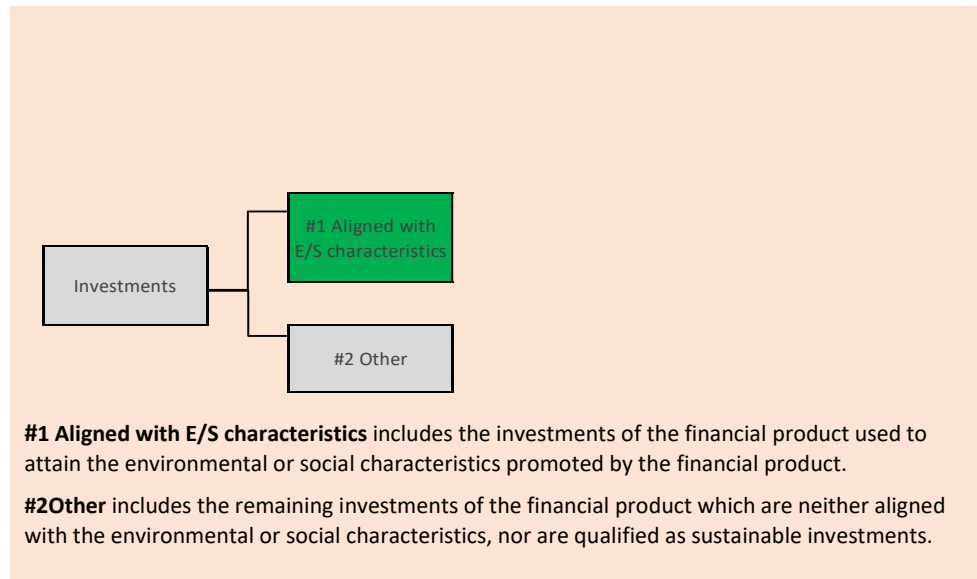 #1 Aligned with
E/S characteristics
Investments
#2 Other
#1 Aligned with E/S characteristics includes the investments of the financial product used to
attain the environmental or social characteristics promoted by the financial product.
#2Other includes the remaining investments of the financial product which are neither aligned
with the environmental or social characteristics, nor are qualified as sustainable investments.